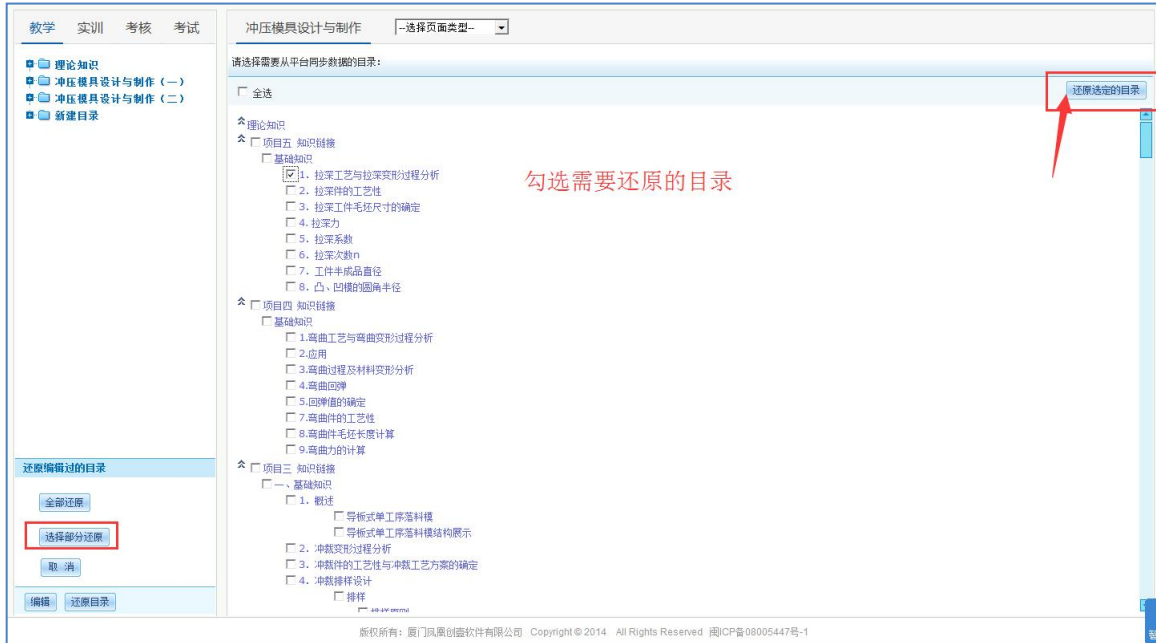 教学 实训 考核 考试
理论知识
冲压模具设计与制作（一）
冲压模具设计与制作（二）
新建目录
还原编辑过的目录
全部还原
选择部分还原
取 消
编辑 还原目录
冲压模具设计与制作 --选择页面类型--
请选择需要从平台同步数据的目录：
全选 还原选定的目录
理论知识
项目五 知识链接
基础知识
1. 拉深工艺与拉深变形过程分析
2. 拉深件的工艺性
3. 拉深工件毛坯尺寸的确定
4. 拉深力
5. 拉深系数
6. 拉深次数n
7. 工件半成品直径
8. 凸、凹模的圆角半径
勾选需要还原的目录
项目四 知识链接
基础知识
1.弯曲工艺与弯曲变形过程分析
2.应用
3.弯曲过程及材料变形分析
4.弯曲回弹
5.回弹值的确定
7.弯曲件的工艺性
8.弯曲件毛坯长度计算
9.弯曲力的计算
项目三 知识链接
一、基础知识
1. 概述
导板式单工序落料模
导板式单工序落料模结构展示
2. 冲裁变形过程分析
3. 冲裁件的工艺性与冲裁工艺方案的确定
4. 冲裁排样设计
排样
版权所有：厦门凤凰创壹软件有限公司 Copyright © 2014 All Rights Reserved 闽ICP备08005447号-1